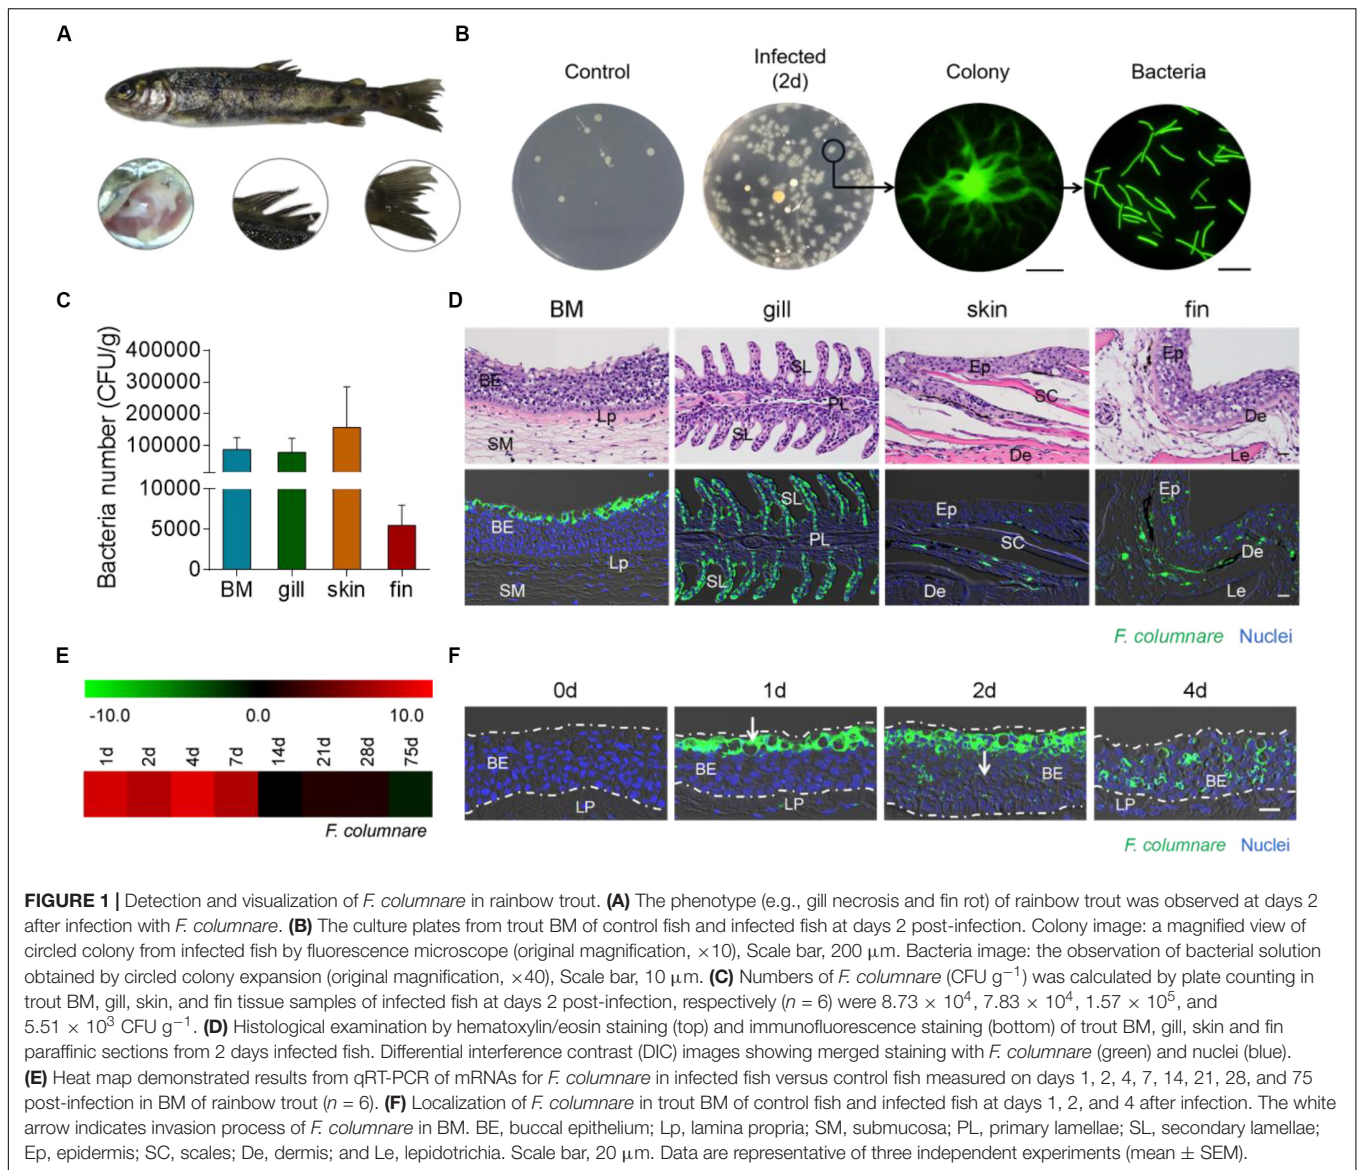 A
B
Control
Infected
(2d)
Colony
Bacteria
C
Bacteria number (CFU/g)
400000
300000
200000
100000
10000
5000
0
BM gill skin fin
D
BM gill skin fin
BE
Lp
SM
SL
PL
SL
Ep
SC
De
Ep
De
Le
BE
Lp
SM
SL
PL
SL
Ep
SC
De
Ep
De
Le
F. columnare Nuclei
E
-10.0 0.0 10.0
1d 2d 4d 7d 14d 21d 28d 75d
F. columnare
F
0d 1d 2d 4d
BE
LP
BE
LP
BE
BE
LP
F. columnare Nuclei
FIGURE 1 | Detection and visualization of F. columnare in rainbow trout. (A) The phenotype (e.g., gill necrosis and fin rot) of rainbow trout was observed at days 2
after infection with F. columnare. (B) The culture plates from trout BM of control fish and infected fish at days 2 post-infection. Colony image: a magnified view of
circled colony from infected fish by fluorescence microscope (original magnification, ×10), Scale bar, 200 μm. Bacteria image: the observation of bacterial solution
obtained by circled colony expansion (original magnification, ×40), Scale bar, 10 μm. (C) Numbers of F. columnare (CFU g−1) was calculated by plate counting in
trout BM, gill, skin, and fin tissue samples of infected fish at days 2 post-infection, respectively (n = 6) were 8.73 × 10⁴, 7.83 × 10⁴, 1.57 × 10⁵, and
5.51 × 10³ CFU g−1. (D) Histological examination by hematoxylin/eosin staining (top) and immunofluorescence staining (bottom) of trout BM, gill, skin and fin
paraffinic sections from 2 days infected fish. Differential interference contrast (DIC) images showing merged staining with F. columnare (green) and nuclei (blue).
(E) Heat map demonstrated results from qRT-PCR of mRNAs for F. columnare in infected fish versus control fish measured on days 1, 2, 4, 7, 14, 21, 28, and 75
post-infection in BM of rainbow trout (n = 6). (F) Localization of F. columnare in trout BM of control fish and infected fish at days 1, 2, and 4 after infection. The white
arrow indicates invasion process of F. columnare in BM. BE, buccal epithelium; Lp, lamina propria; SM, submucosa; PL, primary lamellae; SL, secondary lamellae;
Ep, epidermis; SC, scales; De, dermis; and Le, lepidotrichia. Scale bar, 20 μm. Data are representative of three independent experiments (mean ± SEM).